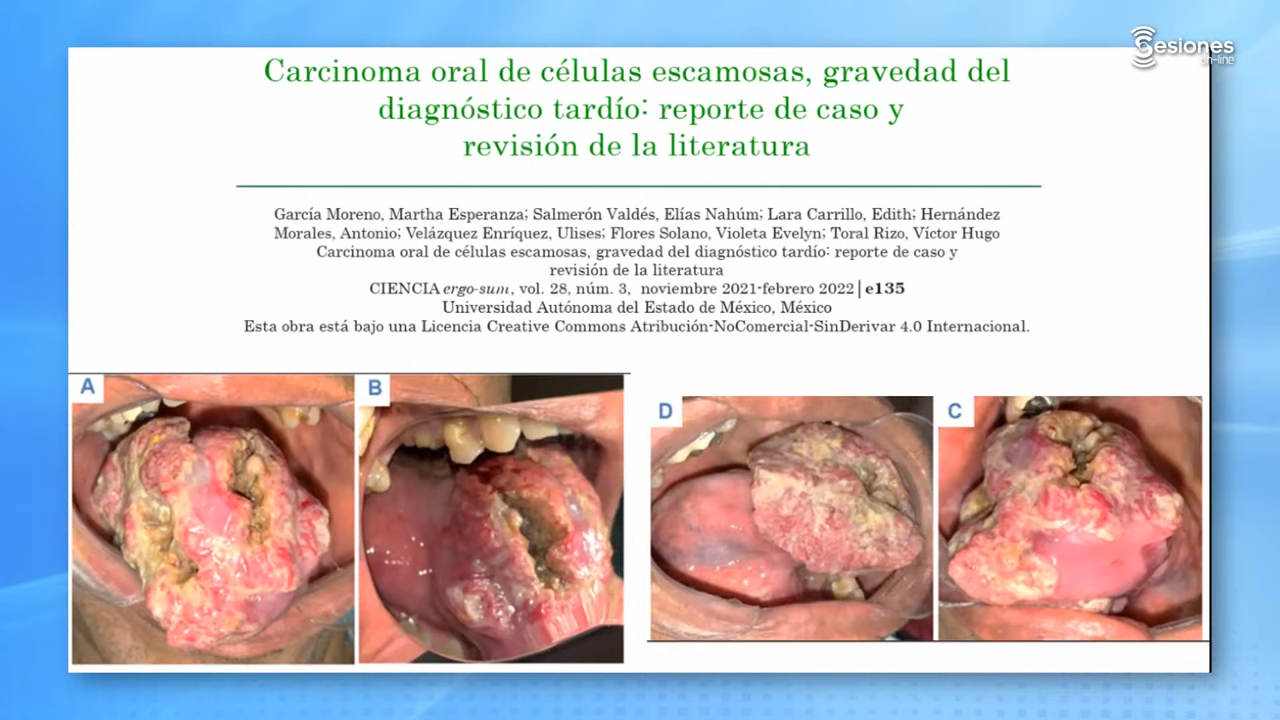 Sesiones
on-line
Carcinoma oral de células escamosas, gravedad del
diagnóstico tardío: reporte de caso y
revisión de la literatura
García Moreno, Martha Esperanza; Salmerón Valdés, Elías Nahúm; Lara Carrillo, Edith; Hernández
Morales, Antonio; Velázquez Enríquez, Ulises; Flores Solano, Violeta Evelyn; Toral Rizo, Víctor Hugo
Carcinoma oral de células escamosas, gravedad del diagnóstico tardío: reporte de caso y
revisión de la literatura
CIENCIA ergo-sum, vol. 28, núm. 3, noviembre 2021-febrero 2022 | e135
Universidad Autónoma del Estado de México, México
Esta obra está bajo una Licencia Creative Commons Atribución-NoComercial-SinDerivar 4.0 Internacional.
A
B
D
C